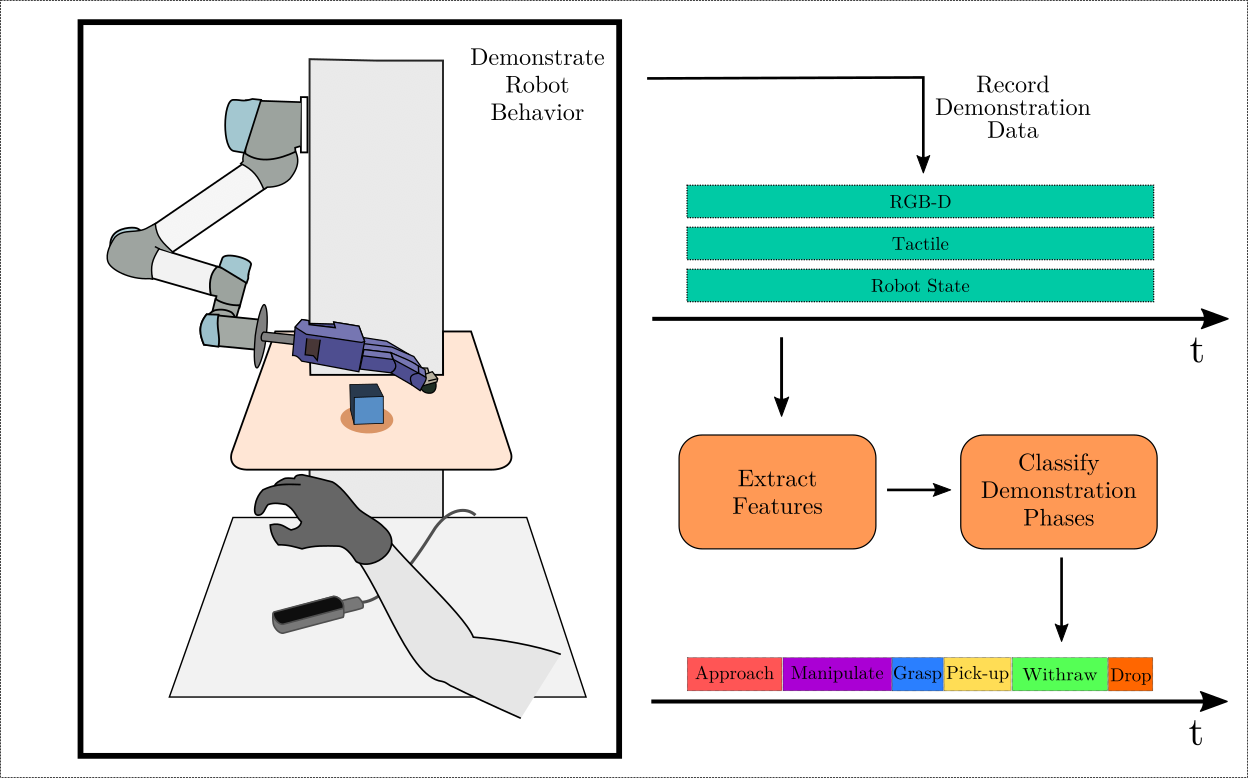 Demonstrate
Robot
Behavior
Record
Demonstration
Data
RGB-D
Tactile
Robot State
t
Extract
Features
Classify
Demonstration
Phases
Approach Manipulate Grasp Pick-up Withraw Drop
t